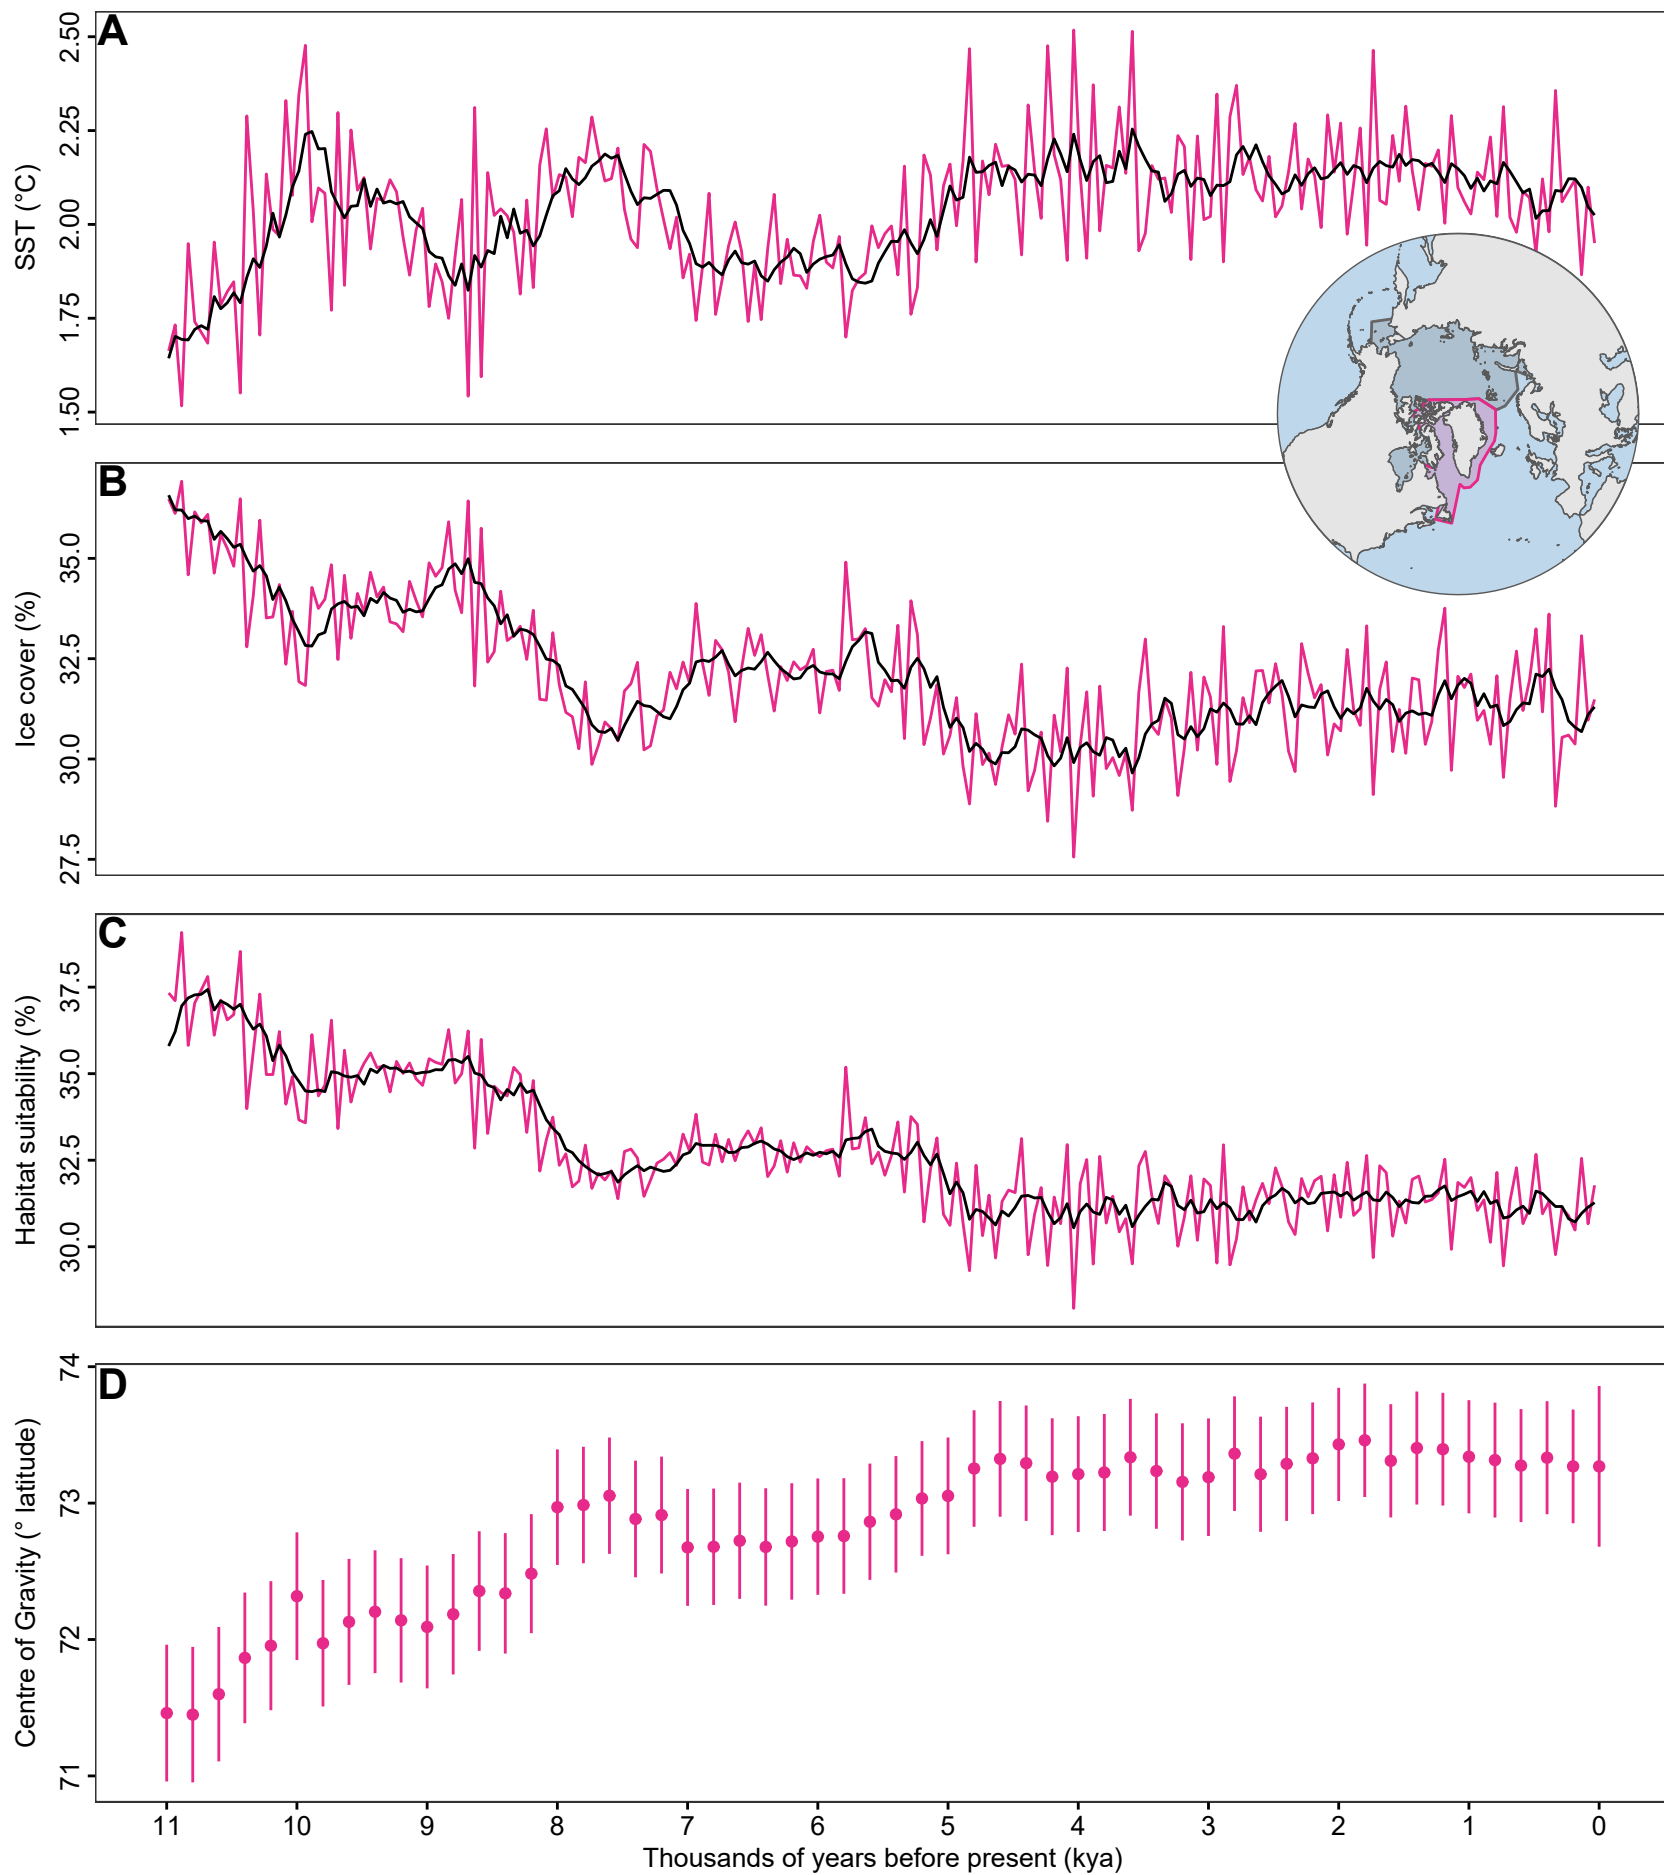 A
SST (°C)
2.50
2.25
2.00
1.75
1.50
B
Ice cover (%)
35.0
32.5
30.0
27.5
C
Habitat suitability (%)
37.5
35.0
32.5
30.0
D
Centre of Gravity (° latitude)
74
73
72
71
11 10 9 8 7 6 5 4 3 2 1 0
Thousands of years before present (kya)